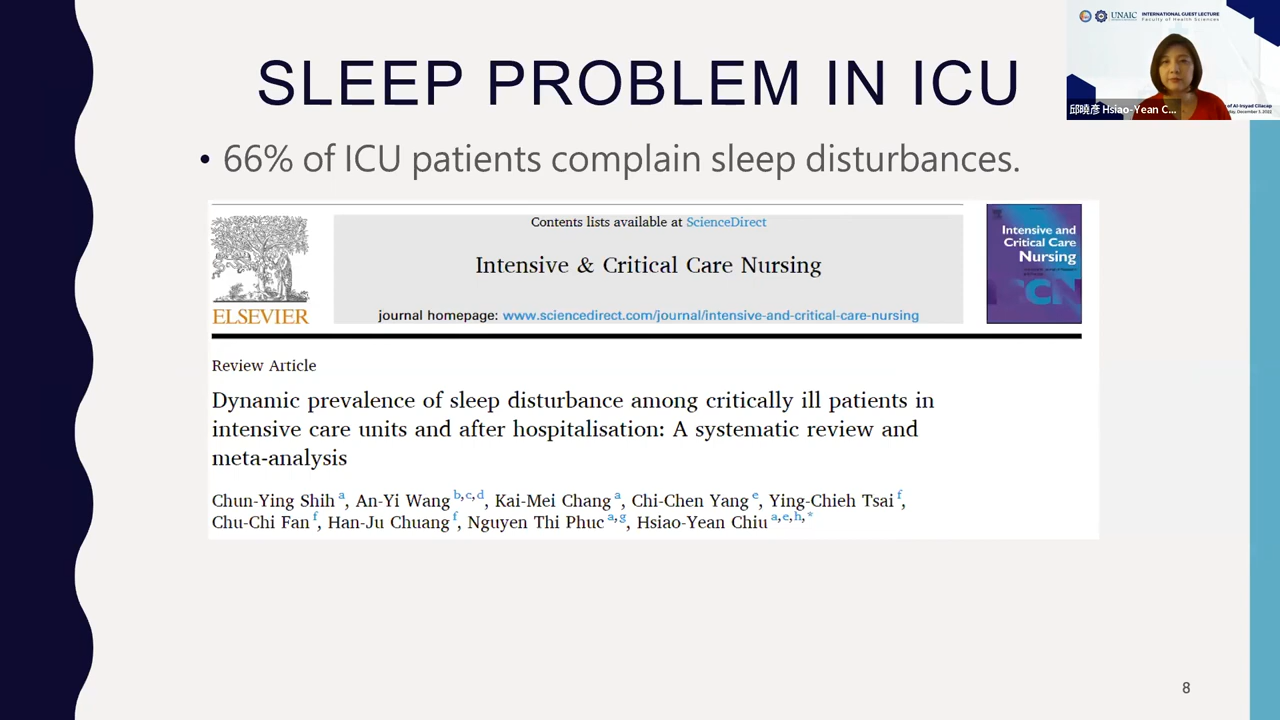 SLEEP PROBLEM IN ICU
• 66% of ICU patients complain sleep disturbances.
UNAIC
INTERNATIONAL GUEST LECTURE
Faculty of Health Sciences
邱曉彥 Hsiao-Yean C...
of Al-Irsyad Cilacap
Contents lists available at ScienceDirect
Intensive & Critical Care Nursing
journal homepage: www.sciencedirect.com/journal/intensive-and-critical-care-nursing
ELSEVIER
Intensive and
Critical Care
Nursing
Review Article
Dynamic prevalence of sleep disturbance among critically ill patients in
intensive care units and after hospitalisation: A systematic review and
meta-analysis
Chun-Ying Shih a, An-Yi Wang b,c,d, Kai-Mei Chang a, Chi-Chen Yang e, Ying-Chieh Tsai f,
Chu-Chi Fan f, Han-Ju Chuang f, Nguyen Thi Phuc a,g, Hsiao-Yean Chiu a,e,h,*
8